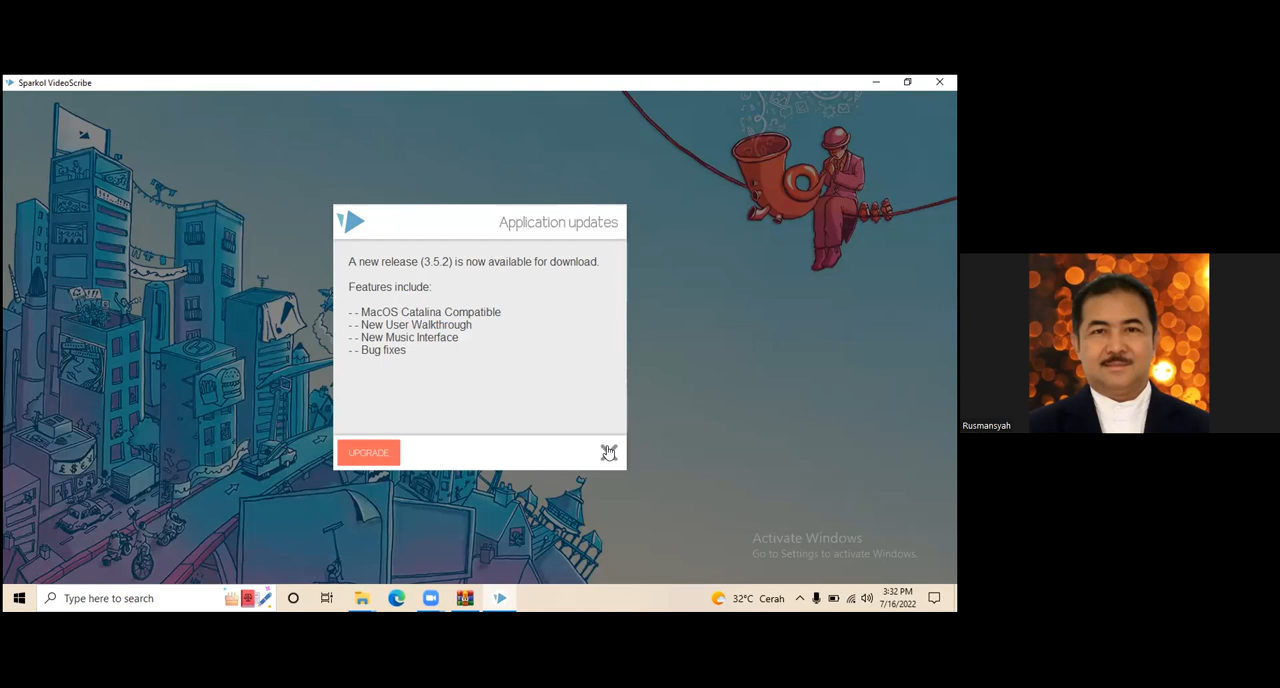 Sparkol VideoScribe
Application updates
A new release (3.5.2) is now available for download.
Features include:
- - MacOS Catalina Compatible
- - New User Walkthrough
- - New Music Interface
- - Bug fixes
UPGRADE
£ $ €
Activate Windows
Go to Settings to activate Windows.
Type here to search
32°C Cerah
3:32 PM
7/16/2022
Rusmansyah